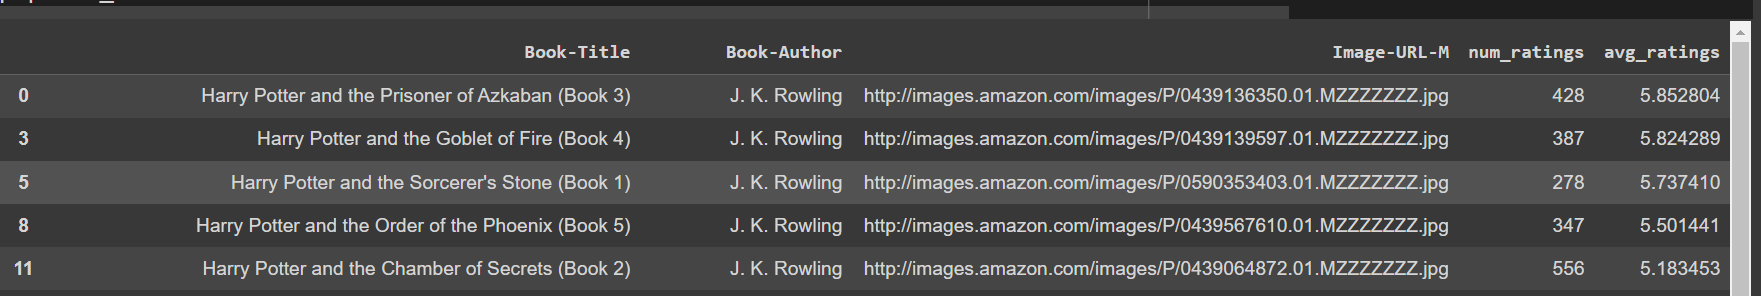 Book-Title Book-Author Image-URL-M num_ratings avg_ratings
0 Harry Potter and the Prisoner of Azkaban (Book 3) J. K. Rowling http://images.amazon.com/images/P/0439136350.01.MZZZZZZZ.jpg 428 5.852804
3 Harry Potter and the Goblet of Fire (Book 4) J. K. Rowling http://images.amazon.com/images/P/0439139597.01.MZZZZZZZ.jpg 387 5.824289
5 Harry Potter and the Sorcerer's Stone (Book 1) J. K. Rowling http://images.amazon.com/images/P/0590353403.01.MZZZZZZZ.jpg 278 5.737410
8 Harry Potter and the Order of the Phoenix (Book 5) J. K. Rowling http://images.amazon.com/images/P/0439567610.01.MZZZZZZZ.jpg 347 5.501441
11 Harry Potter and the Chamber of Secrets (Book 2) J. K. Rowling http://images.amazon.com/images/P/0439064872.01.MZZZZZZZ.jpg 556 5.183453